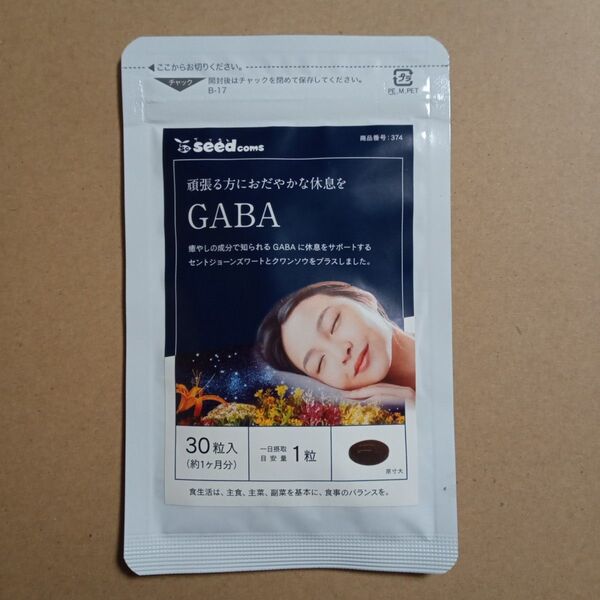 ◀ここからお切りください。
チャック
開封後はチャックを閉めて保存してください。
B-17
プラ
PE,M,PET
seedcoms
商品番号:374
頑張る方におだやかな休息を
GABA
癒やしの成分で知られる GABA に休息をサポートする
セントジョーンズワートとクワンソウをプラスしました。
30粒入
(約1ヶ月分)
一日摂取
目安量
1粒
原寸大
食生活は、主食、主菜、副菜を基本に、食事のバランスを。